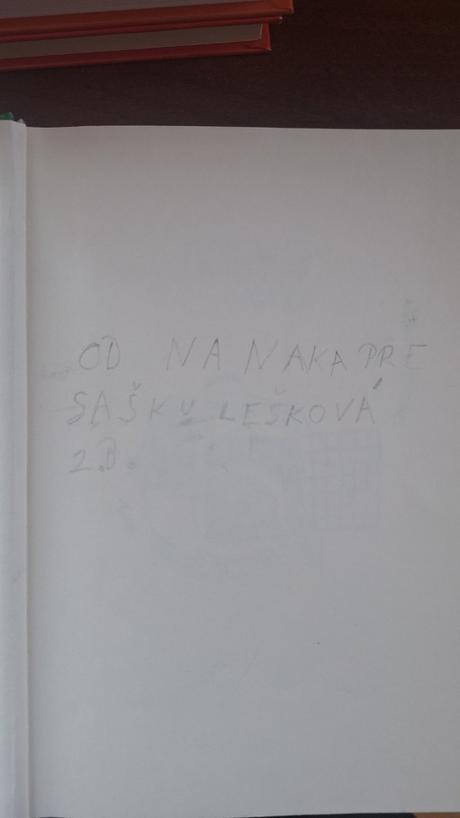 OD NANAKA PRE
SAŠKU LEŠKOVÁ
2.B.